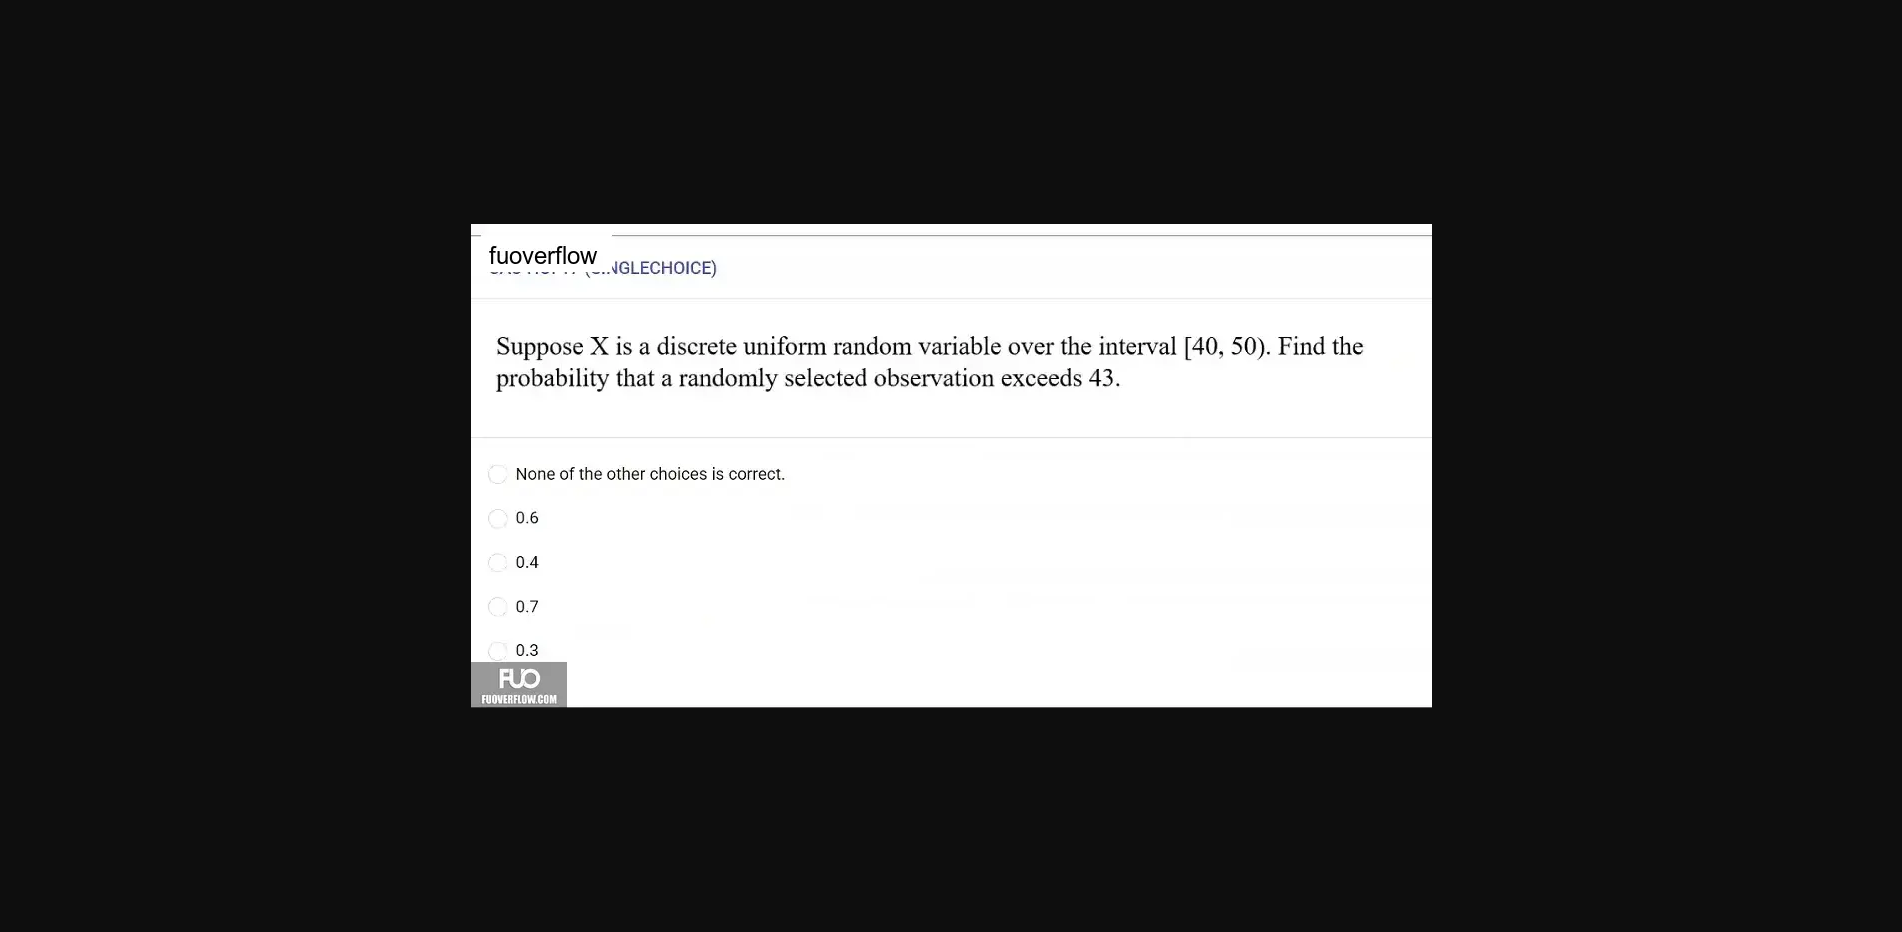 fuoverflow
NGLECHOICE)
Suppose X is a discrete uniform random variable over the interval [40, 50). Find the
probability that a randomly selected observation exceeds 43.
None of the other choices is correct.
0.6
0.4
0.7
0.3
FUO
FUOVERFLOW.COM